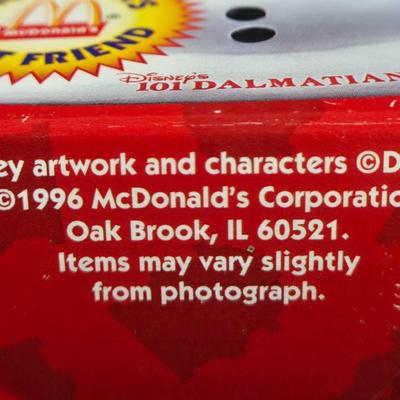 McDonald's
FRIENDS
Disney's
101 DALMATIAN
ey artwork and characters ©D
©1996 McDonald's Corporatio
Oak Brook, IL 60521.
Items may vary slightly
from photograph.